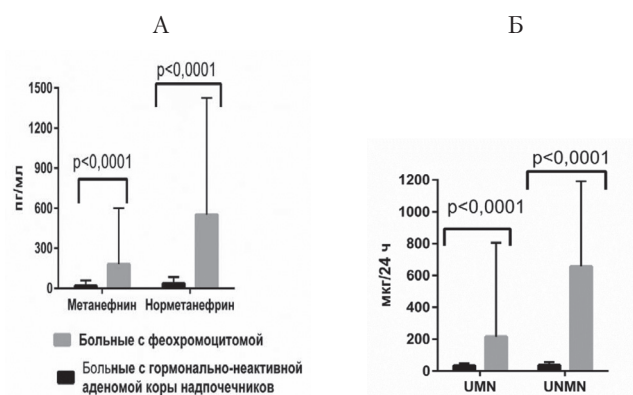 А
Б
1500
1200
900
600
300
0
пг/мл
p<0,0001
p<0,0001
Метанефнин Норметанефрин
Больные с феохромоцитомой
Больные с гормонально-неактивной
аденомой коры надпочечников
1200
1000
800
600
400
200
0
мкг/24 ч
p<0,0001
p<0,0001
UMN
UNMN